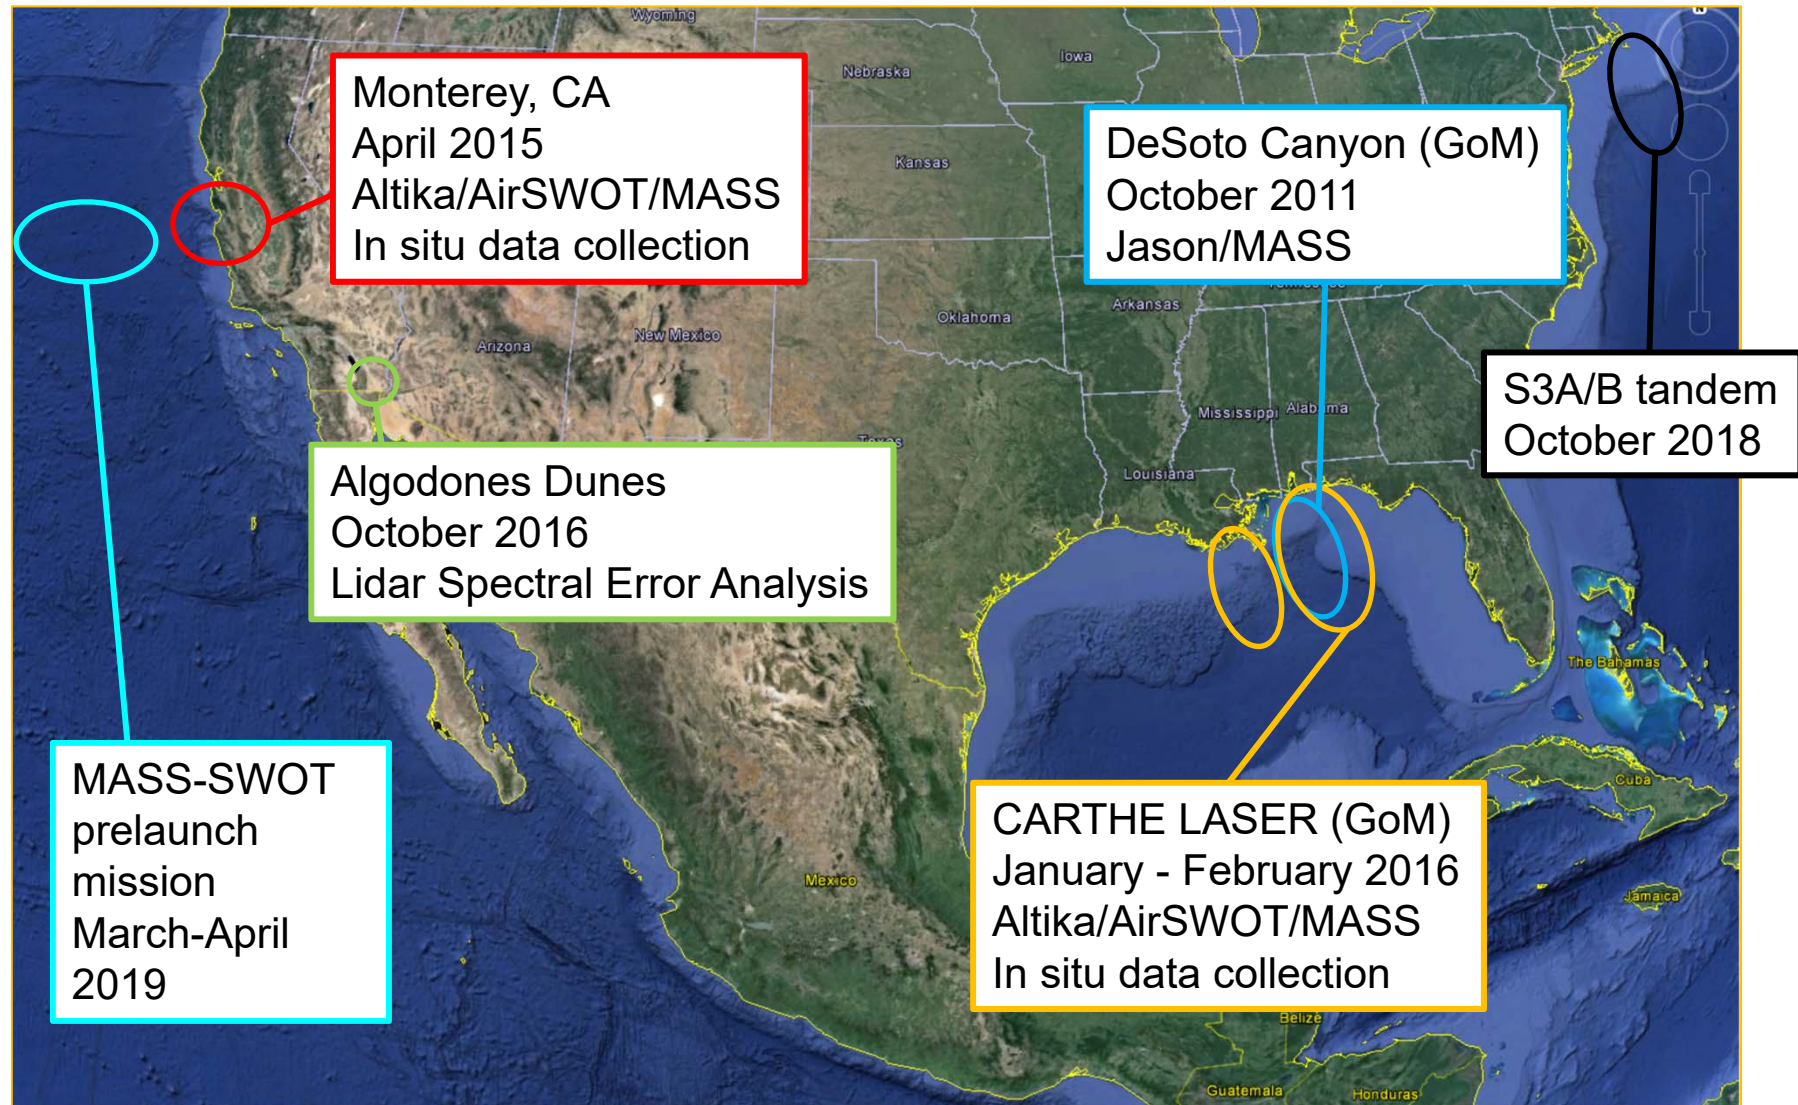 Wyoming
Nebraska
Iowa
Monterey, CA
April 2015
Altika/AirSWOT/MASS
In situ data collection
Kansas
DeSoto Canyon (GoM)
October 2011
Jason/MASS
Tennessee
Arkansas
Oklahoma
New Mexico
Arizona
S3A/B tandem
October 2018
Mississippi
Alabama
Texas
Louisiana
Algodones Dunes
October 2016
Lidar Spectral Error Analysis
The Bahamas
MASS-SWOT
prelaunch
mission
March-April
2019
Cuba
CARTHE LASER (GoM)
January - February 2016
Altika/AirSWOT/MASS
In situ data collection
Mexico
Jamaica
Belize
Guatemala
Honduras